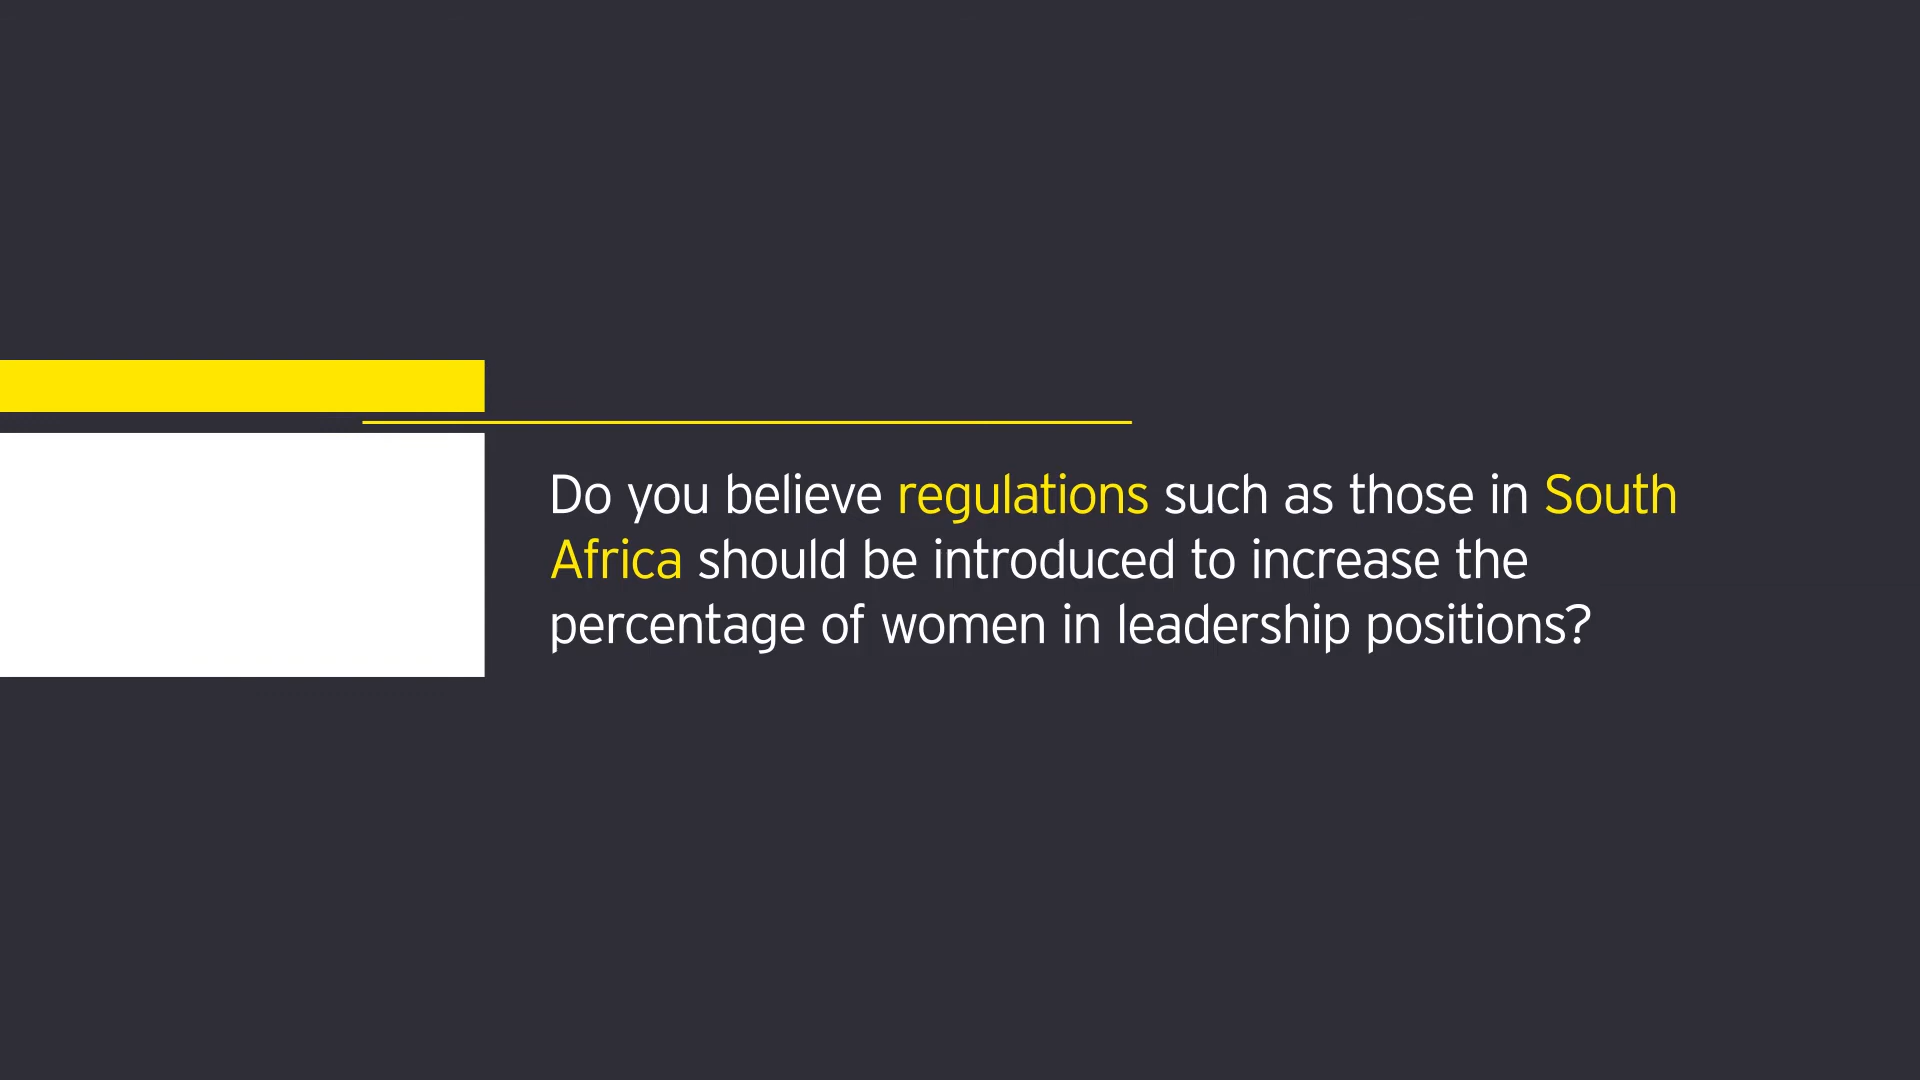 Do you believe regulations such as those in South
Africa should be introduced to increase the
percentage of women in leadership positions?